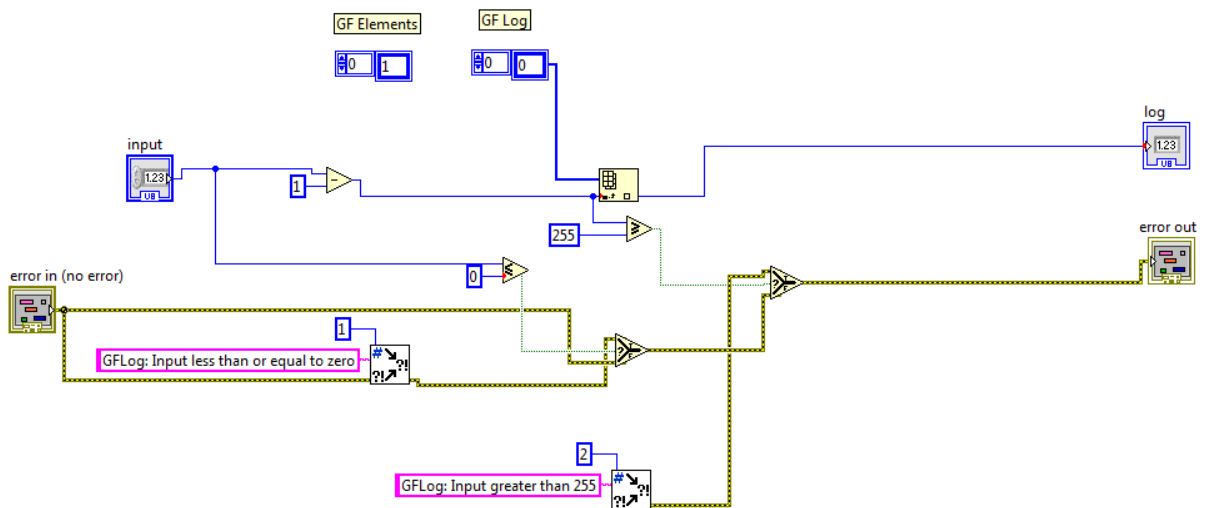 GF Elements
GF Log
0
1
0
0
log
1.23
U8
input
1.23
U8
1
255
0
error out
error in (no error)
1
#
?!
?!
GFLog: Input less than or equal to zero
?
T
F
?
T
F
2
#
?!
?!
GFLog: Input greater than 255